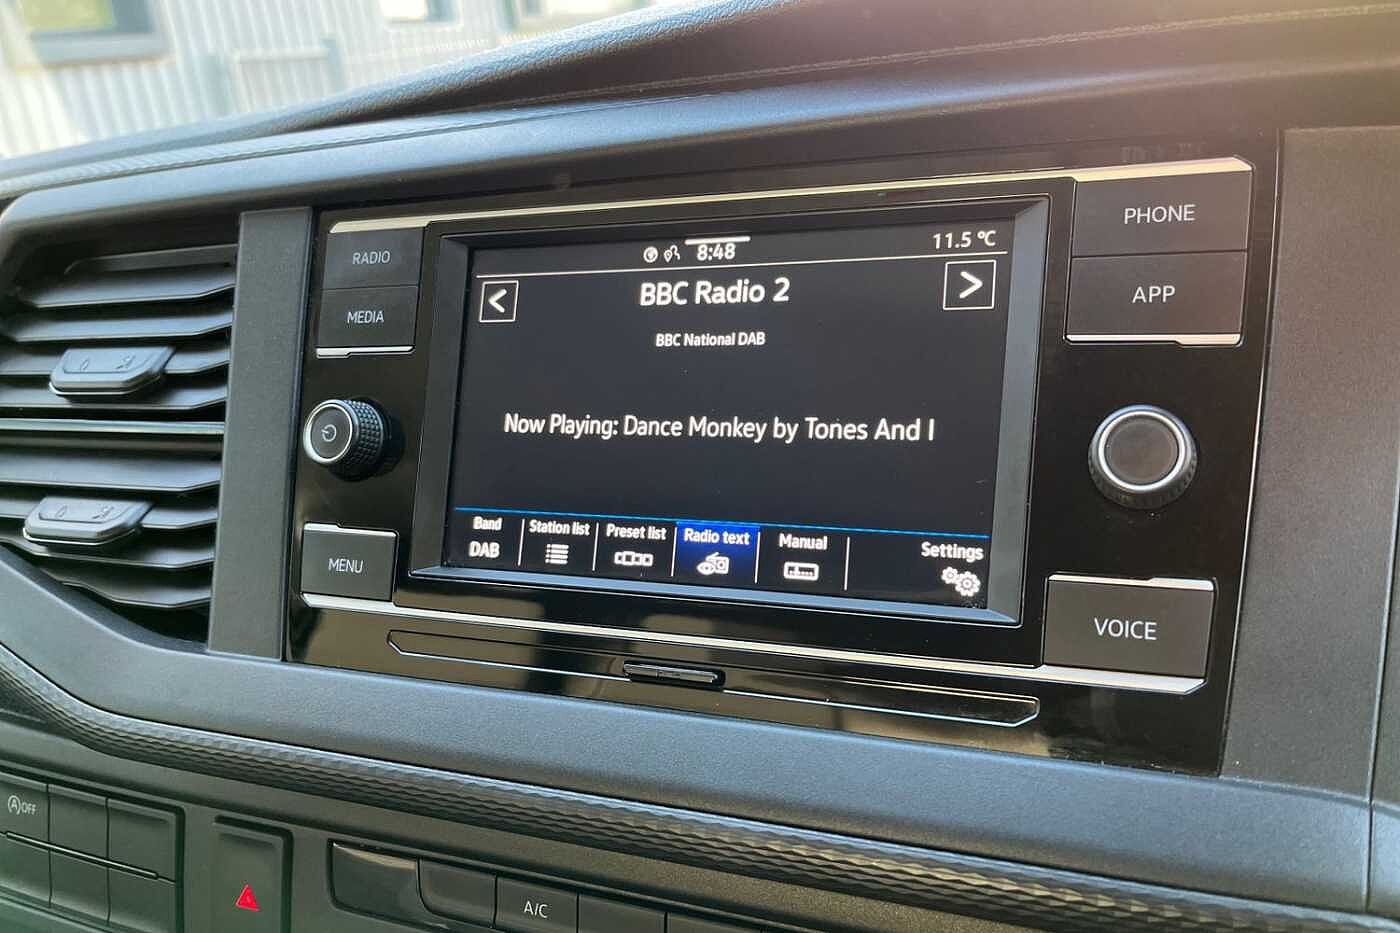 RADIO
MEDIA
MENU
8:48
11.5 °C
<
BBC Radio 2
>
BBC National DAB
Now Playing: Dance Monkey by Tones And I
Band
DAB
Station list
Preset list
Radio text
Manual
Settings
PHONE
APP
VOICE
A OFF
A/C